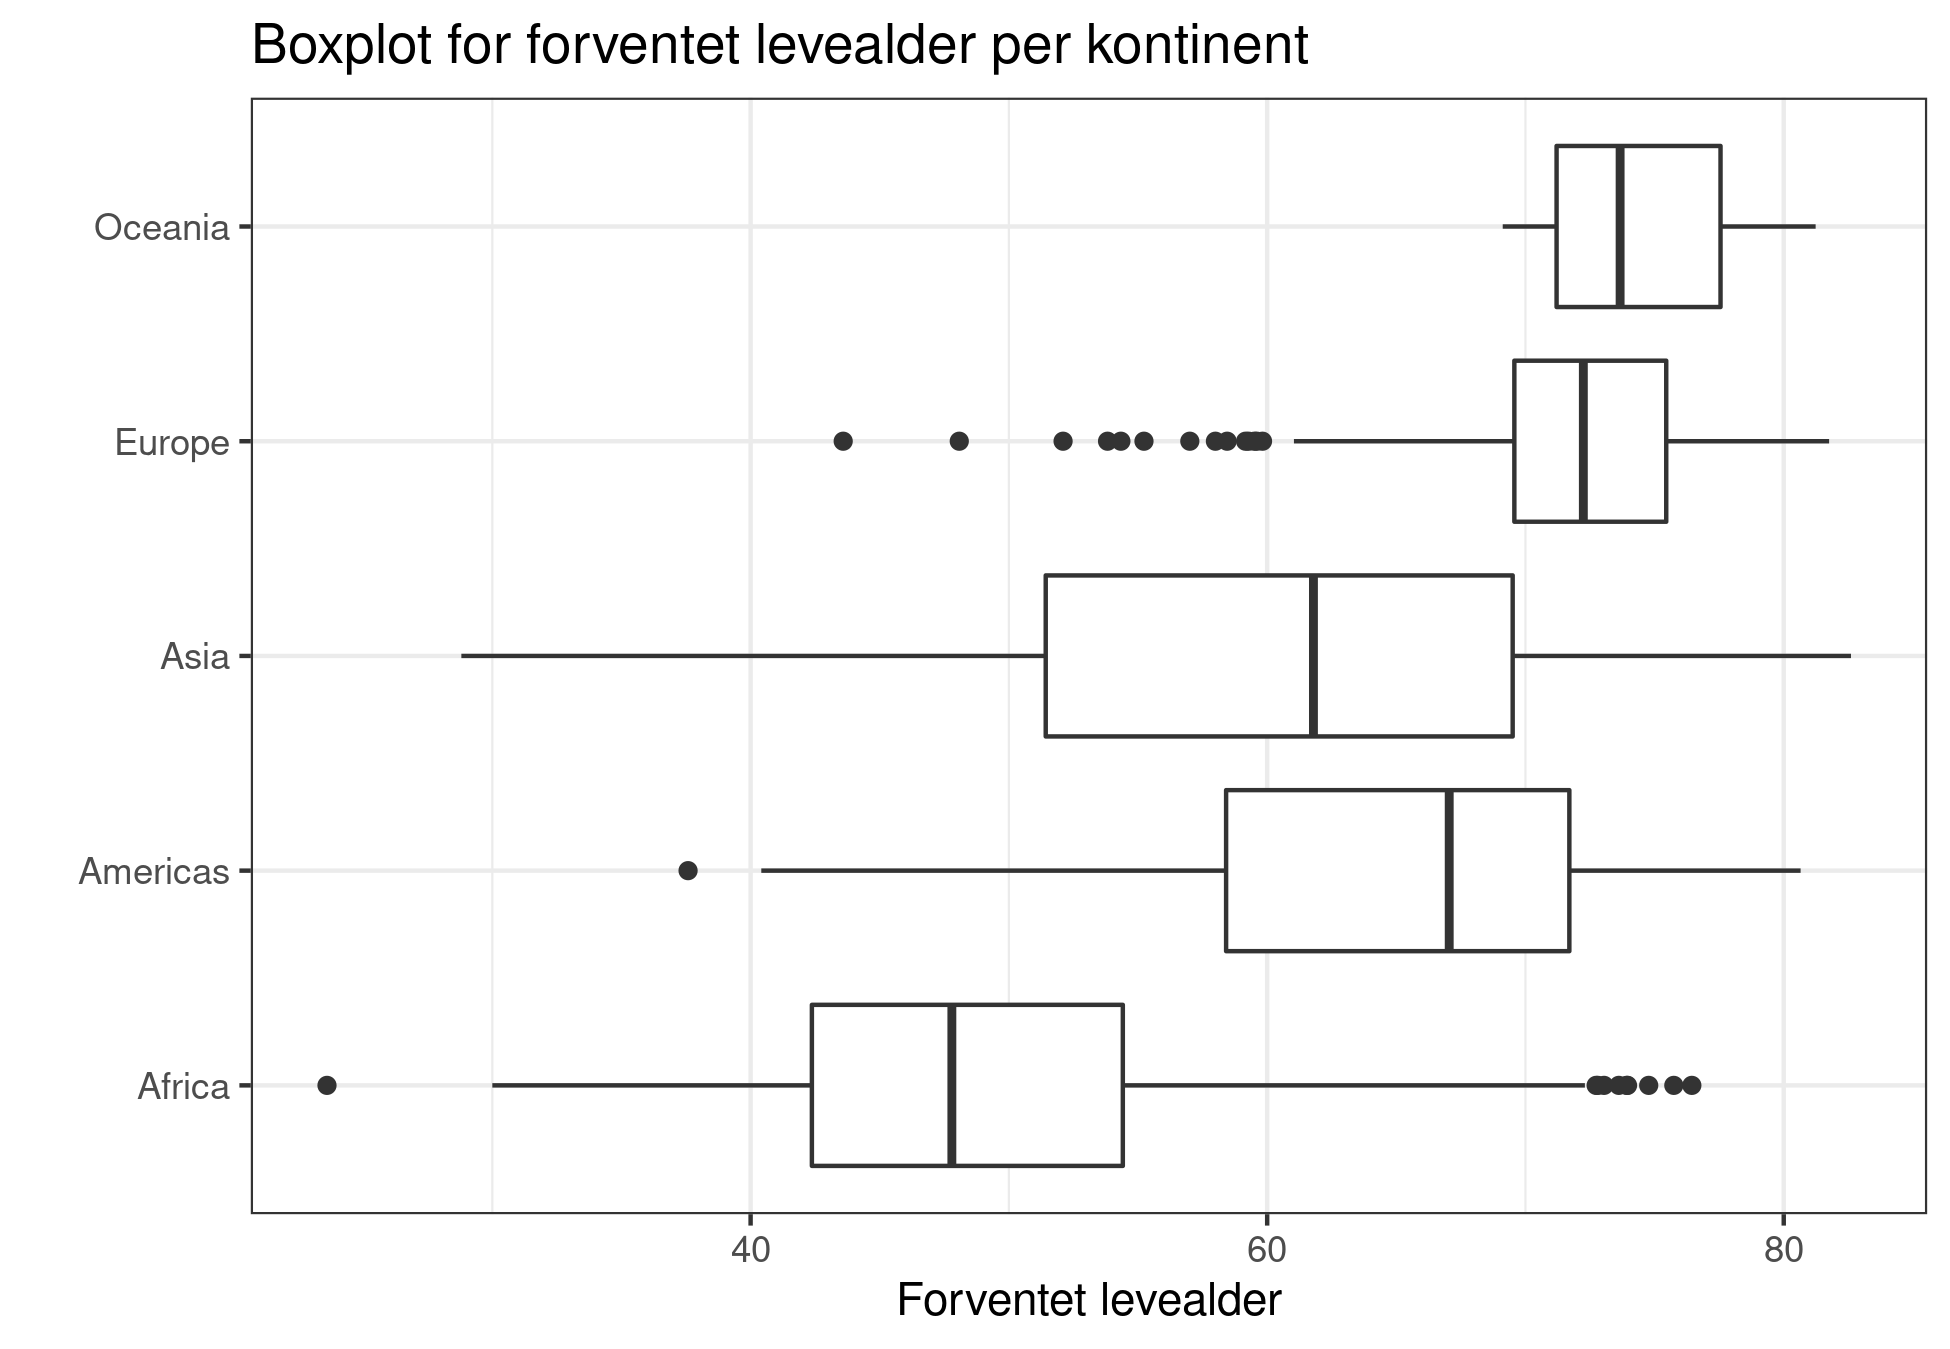 Boxplot for forventet levealder per kontinent
Oceania
Europe
Asia
Americas
Africa
40 60 80
Forventet levealder